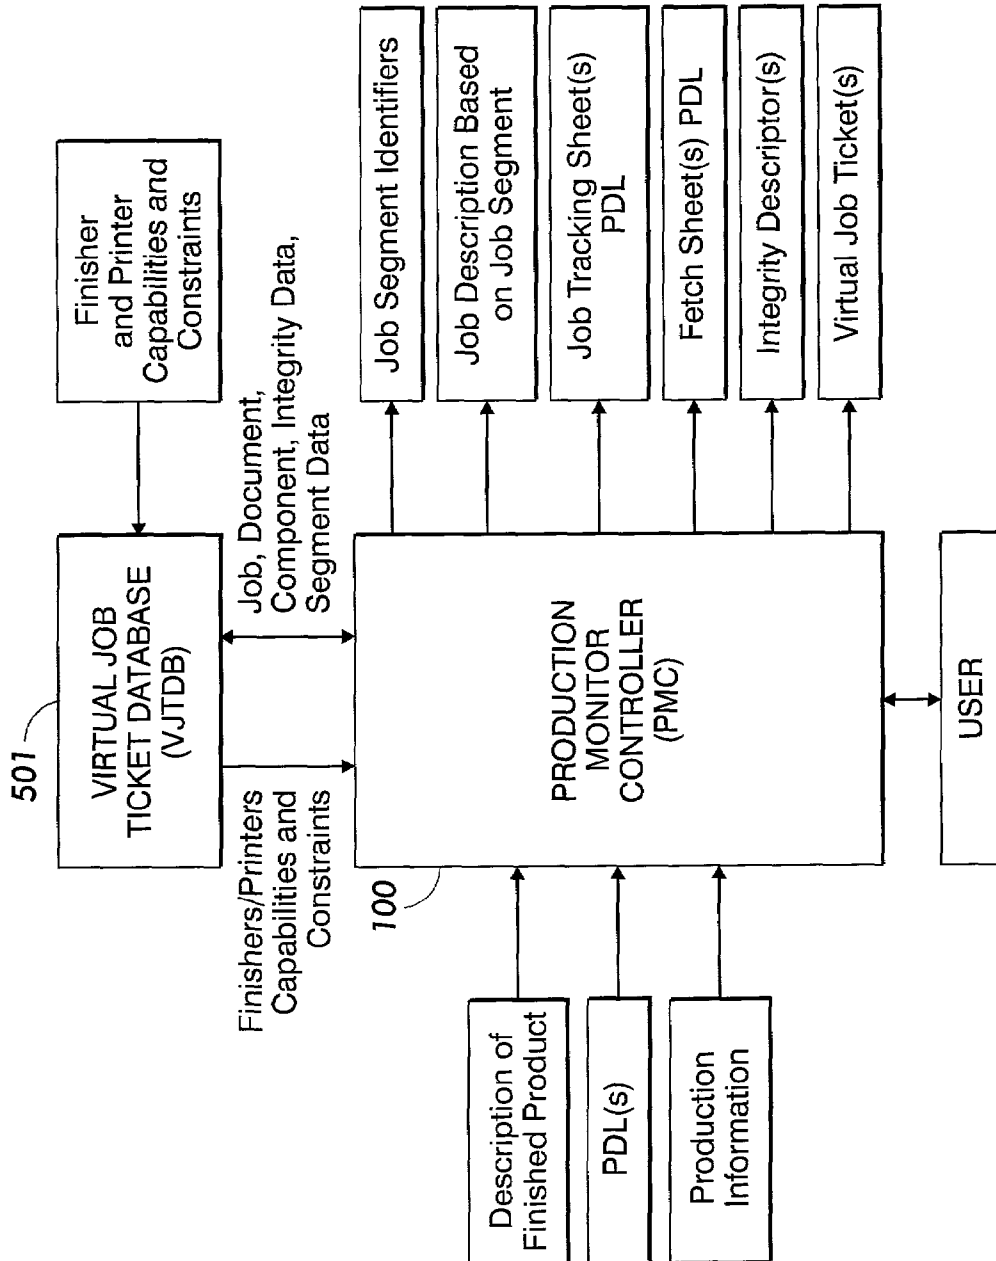 501
VIRTUAL JOB
TICKET DATABASE
(VJTDB)
Finisher
and Printer
Capabilities and
Constraints
Finishers/Printers
Capabilities and
Constraints
Job, Document,
Component, Integrity Data,
Segment Data
100
Description of
Finished Product
PDL(s)
Production
Information
PRODUCTION
MONITOR
CONTROLLER
(PMC)
Job Segment Identifiers
Job Description Based
on Job Segment
Job Tracking Sheet(s)
PDL
Fetch Sheet(s) PDL
Integrity Descriptor(s)
Virtual Job Ticket(s)
USER